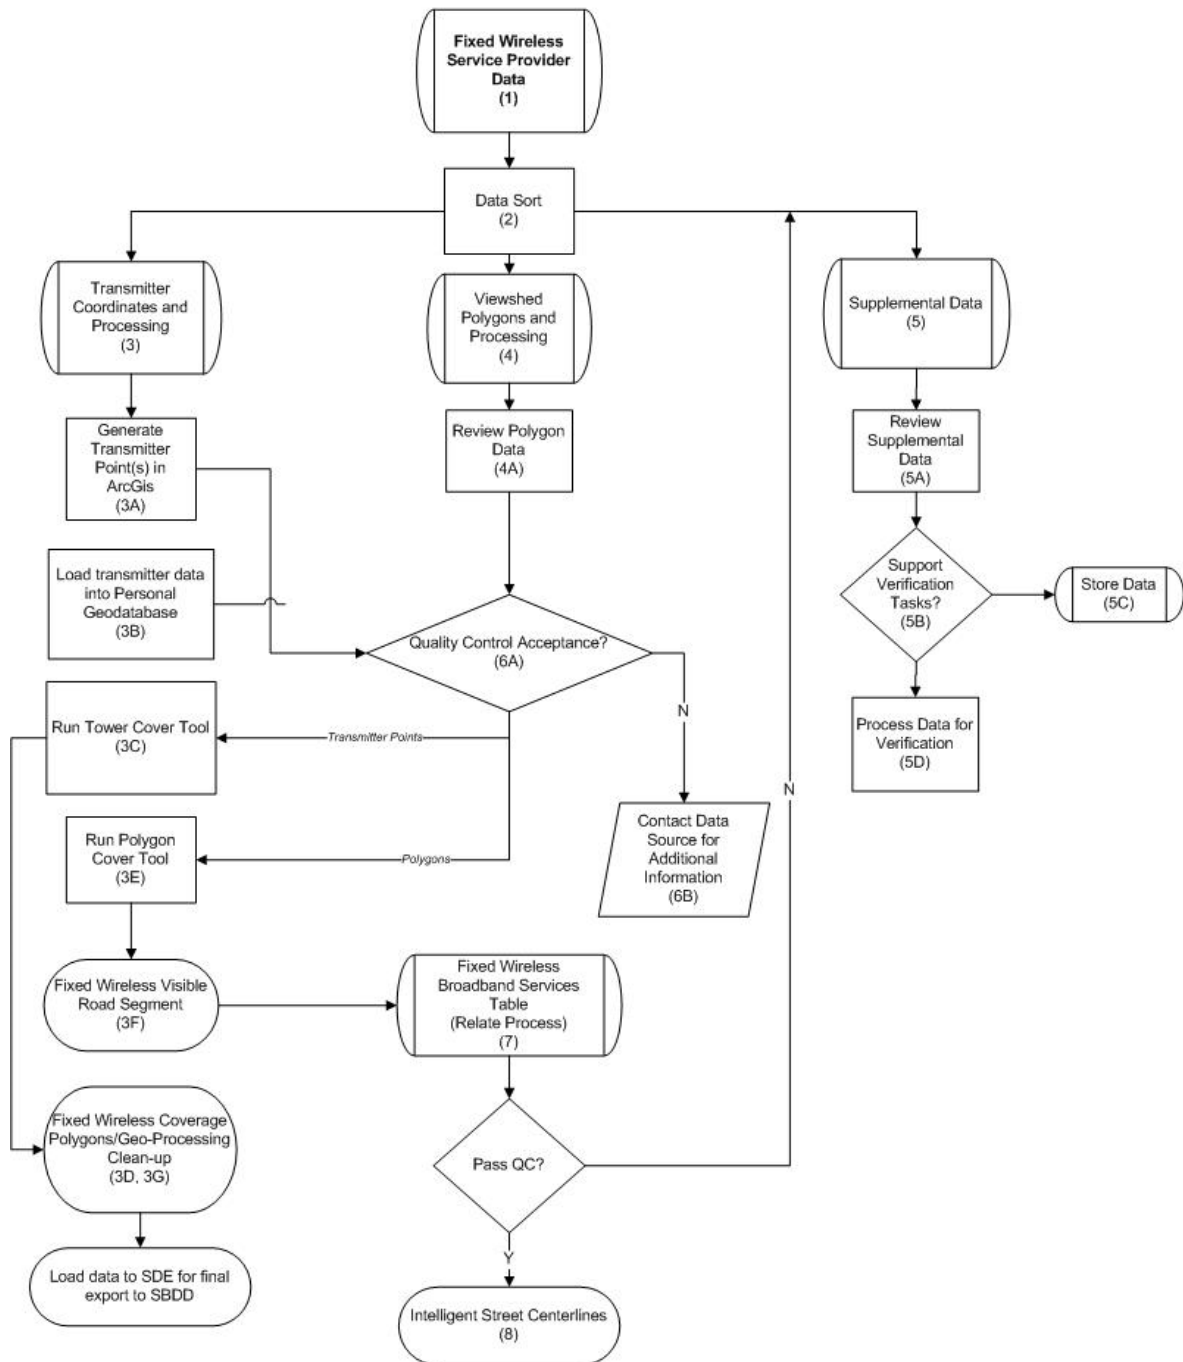 Fixed Wireless
Service Provider
Data
(1)
Data Sort
(2)
Transmitter
Coordinates and
Processing
(3)
Viewshed
Polygons and
Processing
(4)
Supplemental Data
(5)
Generate
Transmitter
Point(s) in
ArcGis
(3A)
Review Polygon
Data
(4A)
Review
Supplemental
Data
(5A)
Load transmitter data
into Personal
Geodatabase
(3B)
Support
Verification
Tasks?
(5B)
Store Data
(5C)
Quality Control Acceptance?
(6A)
N
Run Tower Cover Tool
(3C)
Transmitter Points
Process Data for
Verification
(5D)
N
Run Polygon
Cover Tool
(3E)
Polygons
Contact Data
Source for
Additional
Information
(6B)
Fixed Wireless Visible
Road Segment
(3F)
Fixed Wireless
Broadband Services
Table
(Relate Process)
(7)
Fixed Wireless Coverage
Polygons/Geo-Processing
Clean-up
(3D, 3G)
Pass QC?
Y
Load data to SDE for final
export to SBDD
Intelligent Street Centerlines
(8)